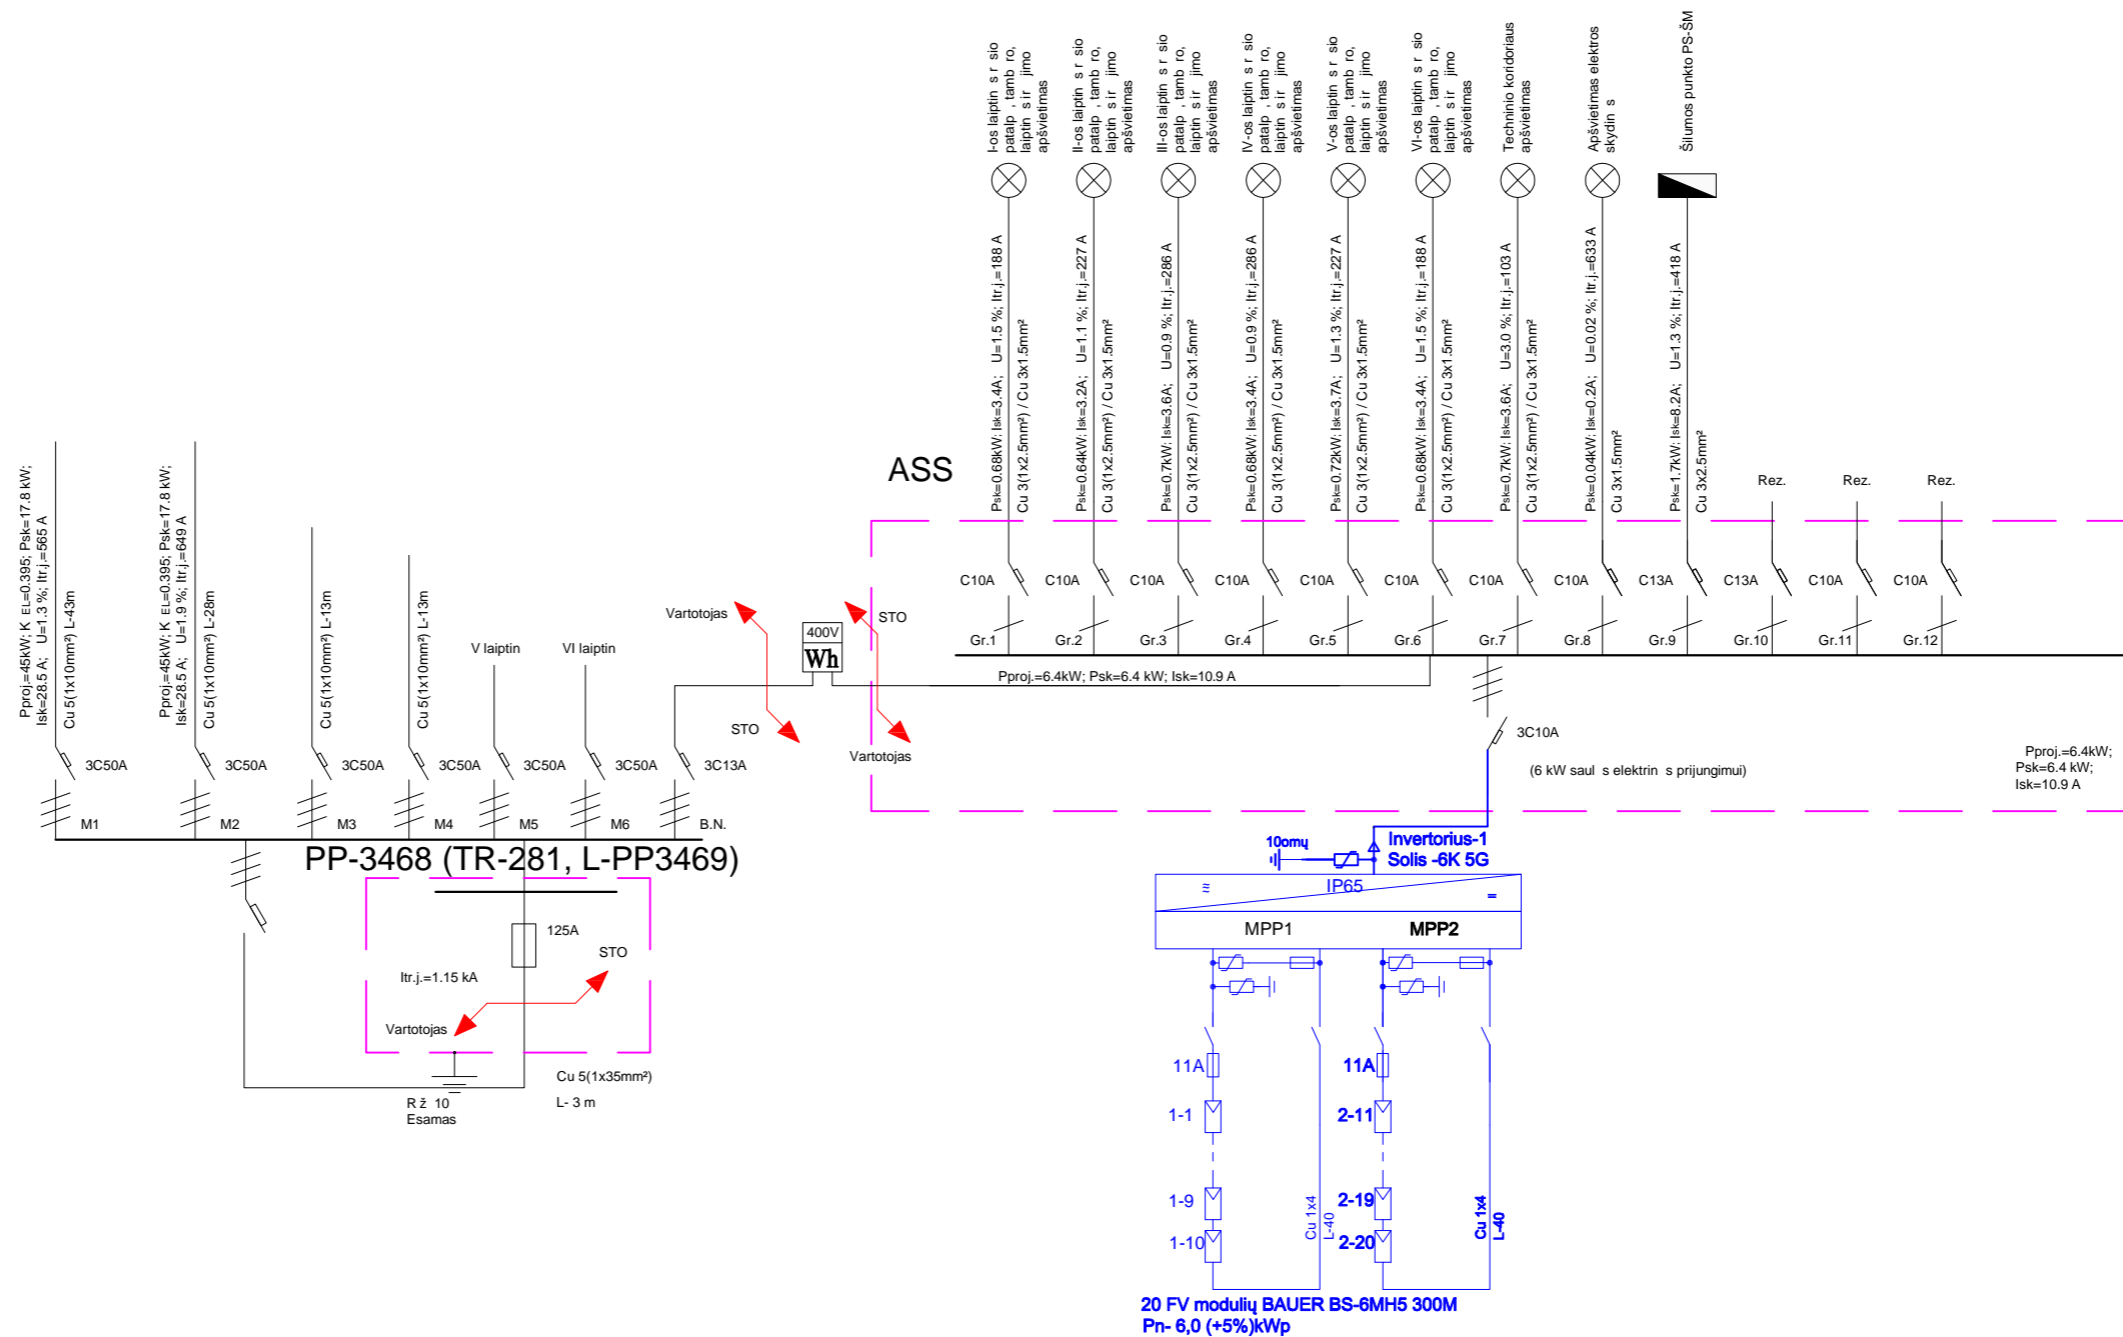 I-os laiptin s r sio
patalp , tamb ro,
laiptin s ir jimo
apšvietimas
II-os laiptin s r sio
patalp , tamb ro,
laiptin s ir jimo
apšvietimas
III-os laiptin s r sio
patalp , tamb ro,
laiptin s ir jimo
apšvietimas
IV-os laiptin s r sio
patalp , tamb ro,
laiptin s ir jimo
apšvietimas
V-os laiptin s r sio
patalp , tamb ro,
laiptin s ir jimo
apšvietimas
VI-os laiptin s r sio
patalp , tamb ro,
laiptin s ir jimo
apšvietimas
Techninio koridoriaus
apšvietimas
Apšvietimas elektros
skydin s
Šilumos punkto PS-ŠM
Psk=0.68kW; Isk=3.4A; U=1.5 %; Itr.j.=188 A
Cu 3(1x2.5mm²) / Cu 3x1.5mm²
Psk=0.64kW; Isk=3.2A; U=1.1 %; Itr.j.=227 A
Cu 3(1x2.5mm²) / Cu 3x1.5mm²
Psk=0.7kW; Isk=3.6A; U=0.9 %; Itr.j.=286 A
Cu 3(1x2.5mm²) / Cu 3x1.5mm²
Psk=0.68kW; Isk=3.4A; U=0.9 %; Itr.j.=286 A
Cu 3(1x2.5mm²) / Cu 3x1.5mm²
Psk=0.72kW; Isk=3.7A; U=1.3 %; Itr.j.=227 A
Cu 3(1x2.5mm²) / Cu 3x1.5mm²
Psk=0.68kW; Isk=3.4A; U=1.5 %; Itr.j.=188 A
Cu 3(1x2.5mm²) / Cu 3x1.5mm²
Psk=0.7kW; Isk=3.6A; U=3.0 %; Itr.j.=103 A
Cu 3(1x2.5mm²) / Cu 3x1.5mm²
Psk=0.04kW; Isk=0.2A; U=0.02 %; Itr.j.=633 A
Cu 3x1.5mm²
Psk=1.7kW; Isk=8.2A; U=1.3 %; Itr.j.=418 A
Cu 3x2.5mm²
Rez.
Rez.
Rez.
ASS
C10A
C10A
C10A
C10A
C10A
C10A
C10A
C10A
C13A
C13A
C10A
C10A
Gr.1
Gr.2
Gr.3
Gr.4
Gr.5
Gr.6
Gr.7
Gr.8
Gr.9
Gr.10
Gr.11
Gr.12
Pproj.=45kW; K EL=0.395; Psk=17.8 kW;
Isk=28.5 A; U=1.3 %; Itr.j.=565 A
Cu 5(1x10mm²) L-43m
Pproj.=45kW; K EL=0.395; Psk=17.8 kW;
Isk=28.5 A; U=1.9 %; Itr.j.=649 A
Cu 5(1x10mm²) L-28m
Cu 5(1x10mm²) L-13m
Cu 5(1x10mm²) L-13m
V laiptin
VI laiptin
Vartotojas
STO
400V
Wh
STO
Vartotojas
Pproj.=6.4kW; Psk=6.4 kW; Isk=10.9 A
3C50A
3C50A
3C50A
3C50A
3C50A
3C50A
3C13A
M1
M2
M3
M4
M5
M6
B.N.
3C10A
(6 kW saul s elektrin s prijungimui)
Pproj.=6.4kW;
Psk=6.4 kW;
Isk=10.9 A
PP-3468 (TR-281, L-PP3469)
125A
STO
Itr.j.=1.15 kA
Vartotojas
Cu 5(1x35mm²)
L- 3 m
R ž 10
Esamas
10omų
Invertorius-1
Solis -6K 5G
≈
IP65
=
MPP1
MPP2
11A
11A
1-1
2-11
1-9
2-19
1-10
2-20
Cu 1x4
L-40
Cu 1x4
L-40
20 FV modulių BAUER BS-6MH5 300M
Pn- 6,0 (+5%)kWp